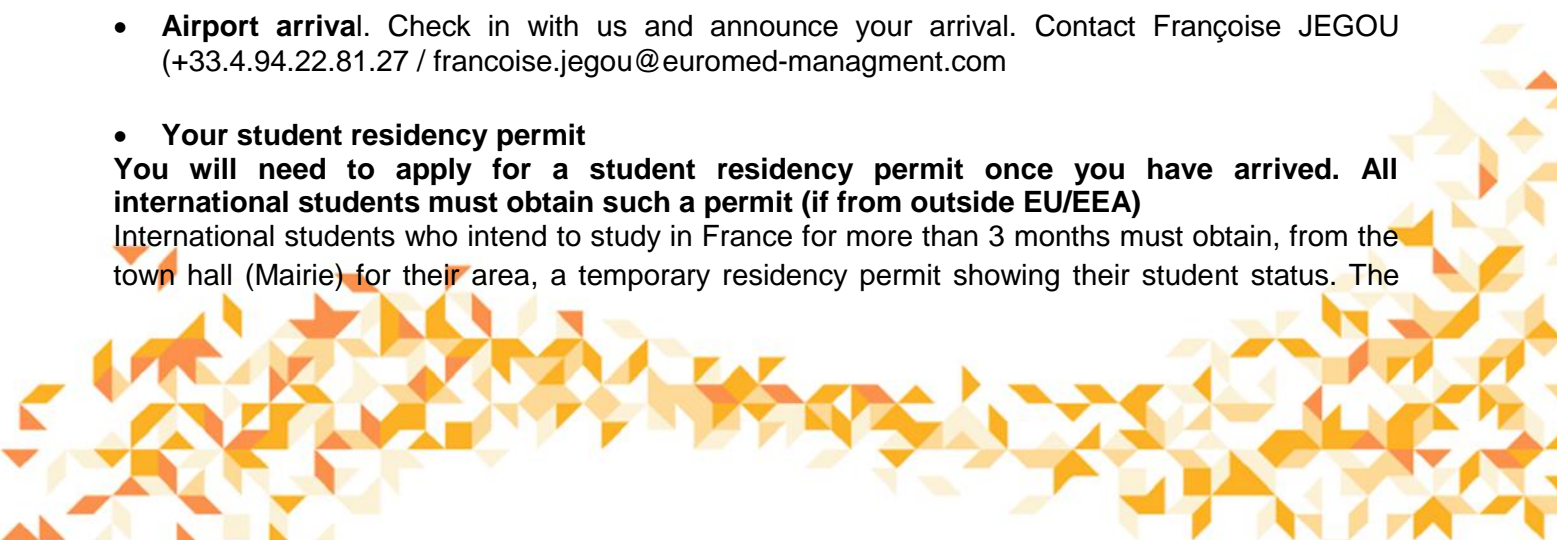 • Airport arrival. Check in with us and announce your arrival. Contact Françoise JEGOU
(+33.4.94.22.81.27 / francoise.jegou@euromed-managment.com
• Your student residency permit
You will need to apply for a student residency permit once you have arrived. All
international students must obtain such a permit (if from outside EU/EEA)
International students who intend to study in France for more than 3 months must obtain, from the
town hall (Mairie) for their area, a temporary residency permit showing their student status. The